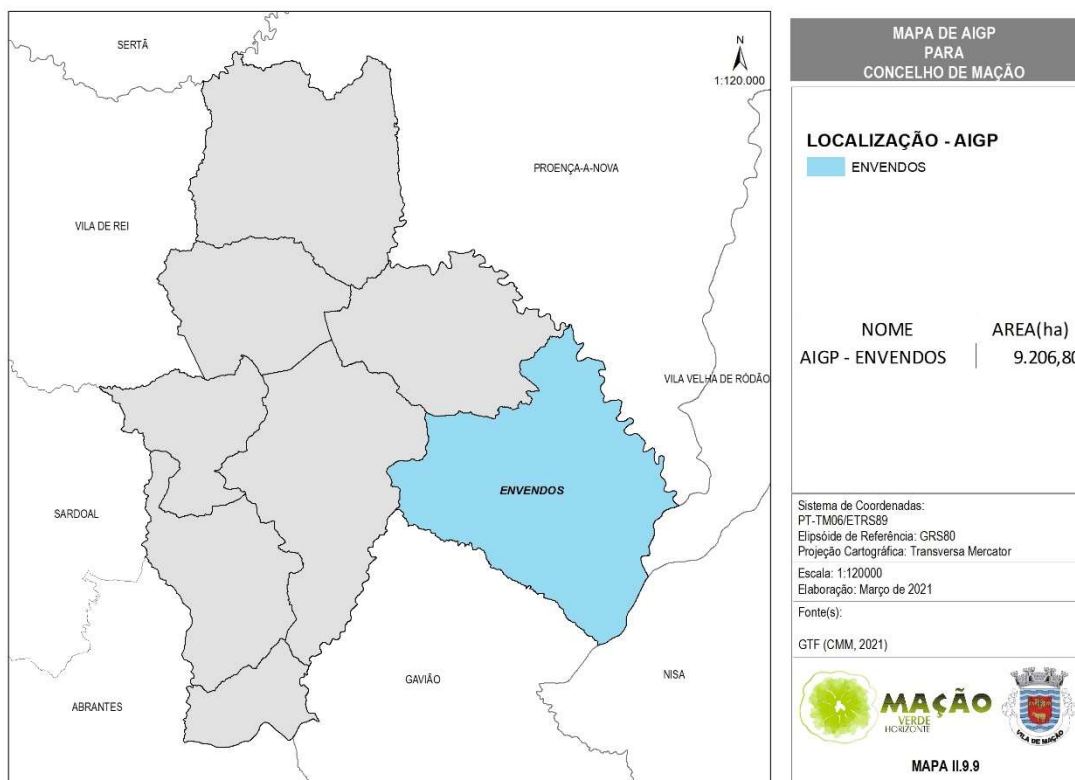 SERTÃ
N
1:120.000
PROENÇA-A-NOVA
VILA DE REI
VILA VELHA DE RÓDÃO
ENVENDOS
SARDOAL
GAVIÃO
NISA
ABRANTES
MAPA DE AIGP
PARA
CONCELHO DE MAÇÃO
LOCALIZAÇÃO - AIGP
ENVENDOS
NOME AREA(ha)
AIGP - ENVENDOS 9.206,80
Sistema de Coordenadas:
PT-TM06/ETRS89
Elipsóide de Referência: GRS80
Projeção Cartográfica: Transversa Mercator
Escala: 1:120000
Elaboração: Março de 2021
Fonte(s):
GTF (CMM, 2021)
MAÇÃO
VERDE
HORIZONTE
VILA DE MAÇÃO
MAPA II.9.9